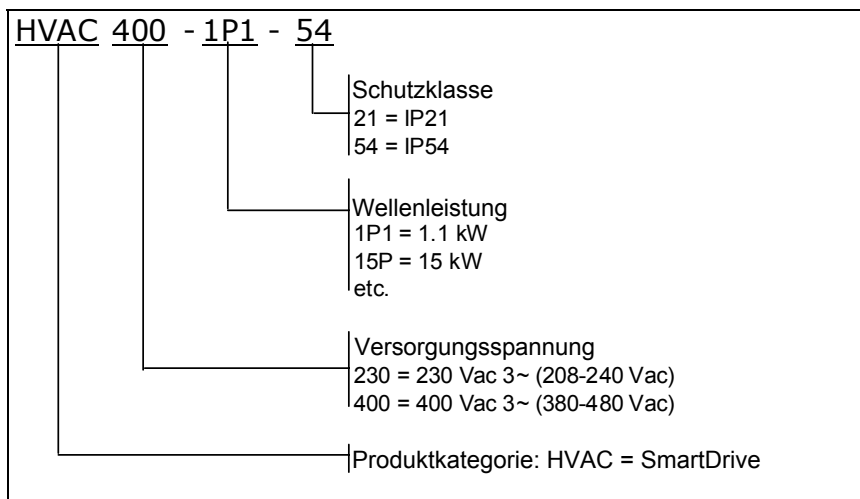 HVAC 400 - 1P1 - 54
Schutzklasse
21 = IP21
54 = IP54
Wellenleistung
1P1 = 1.1 kW
15P = 15 kW
etc.
Versorgungsspannung
230 = 230 Vac 3~ (208-240 Vac)
400 = 400 Vac 3~ (380-480 Vac)
Produktkategorie: HVAC = SmartDrive